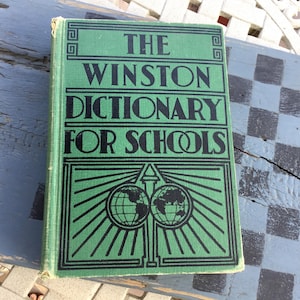 THE
WINSTON
DICTIONARY
FOR SCHOOLS